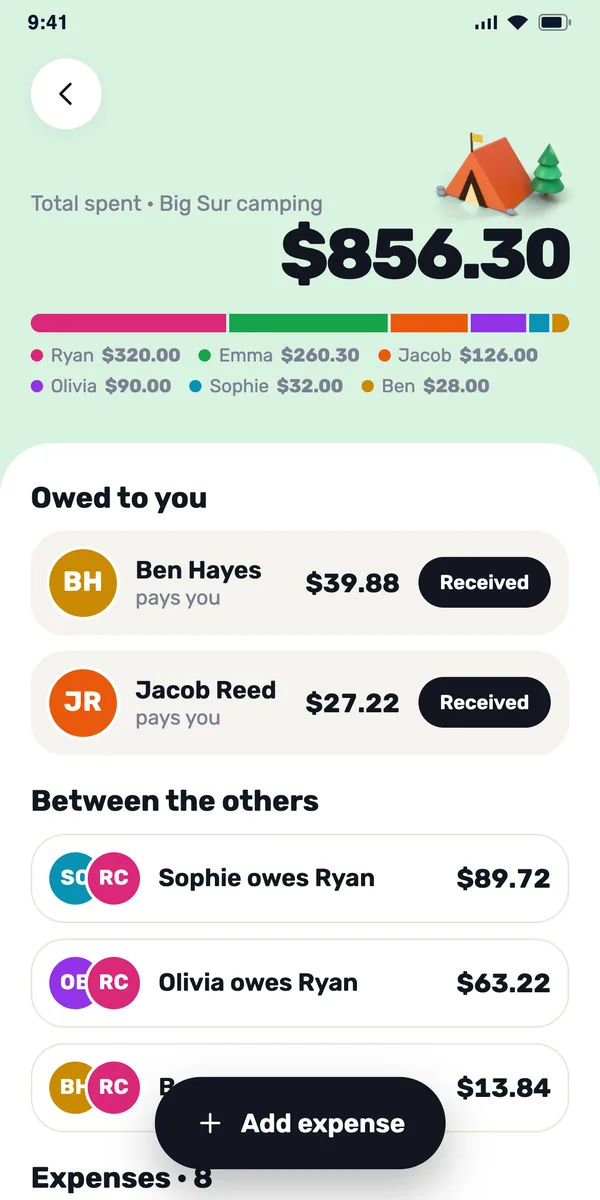 9:41
Total spent • Big Sur camping
$856.30
Ryan $320.00 Emma $260.30 Jacob $126.00
Olivia $90.00 Sophie $32.00 Ben $28.00
Owed to you
BH Ben Hayes $39.88 Received
pays you
JR Jacob Reed $27.22 Received
pays you
Between the others
RC Sophie owes Ryan $89.72
RC Olivia owes Ryan $63.22
BH RC $13.84
+ Add expense
Expenses • 8